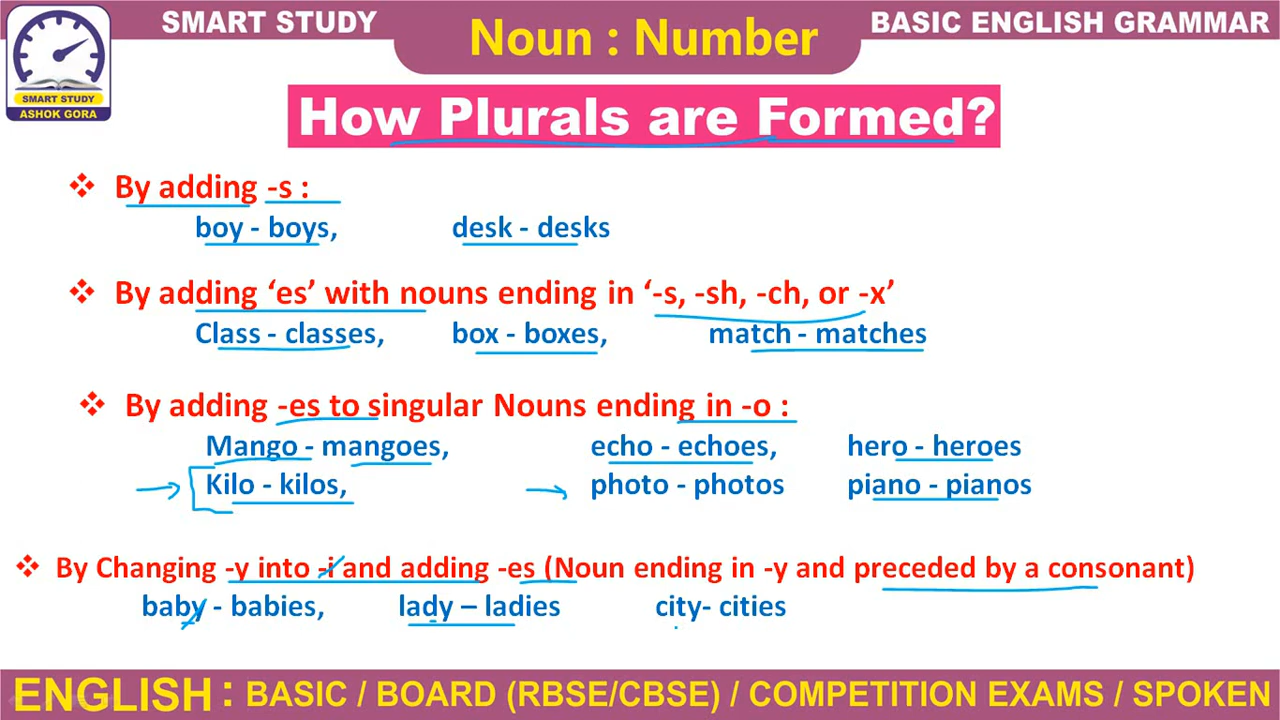 SMART STUDY
Noun : Number
BASIC ENGLISH GRAMMAR
SMART STUDY
ASHOK GORA
How Plurals are Formed?
❖ By adding -s :
boy - boys, desk - desks
❖ By adding ‘es’ with nouns ending in ‘-s, -sh, -ch, or -x’
Class - classes, box - boxes, match - matches
❖ By adding -es to singular Nouns ending in -o :
Mango - mangoes, echo - echoes, hero - heroes
Kilo - kilos, photo - photos piano - pianos
❖ By Changing -y into -i and adding -es (Noun ending in -y and preceded by a consonant)
baby - babies, lady – ladies city- cities
ENGLISH : BASIC / BOARD (RBSE/CBSE) / COMPETITION EXAMS / SPOKEN